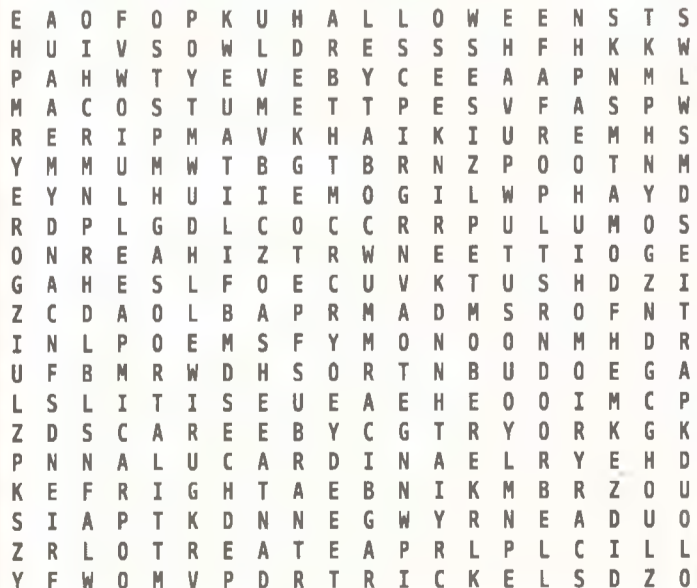 E A O F O P K U H A L L O W E E N S T S
H U I V S O W L D R E S S S H F H K K W
P A H W T Y E V E B Y C E E A A P N M L
M A C O S T U M E T T P E S V F A S P W
R E R I P M A V K H A I K I U R E M H S
Y M M U M W T B G T B R N Z P O O T N M
E Y N L H U I I E M O G I L W P H A Y D
R D P L G D L C O C C R R P U L U M O S
O N R E A H I Z T R W N E E T T I O G E
G A H E S L F O E C U V K T U S H D Z I
Z C D A O L B A P R M A D M S R O F N T
I N L P O E M S F Y M O N O O N M H D R
U F B M R W D H S O R T N B U D O E G A
L S L I T I S E U E A E H E O O I M C P
Z D S C A R E E B Y C G T R Y O R K G K
P N N A L U C A R D I N A E L R Y E H D
K E F R I G H T A E B N I K M B R Z O U
S I A P T K D N N E G W Y R N E A D U O
Z R L O T R E A T E A P R L P L C I L L
Y F W O M V P D R T R I C K E L S D Z O